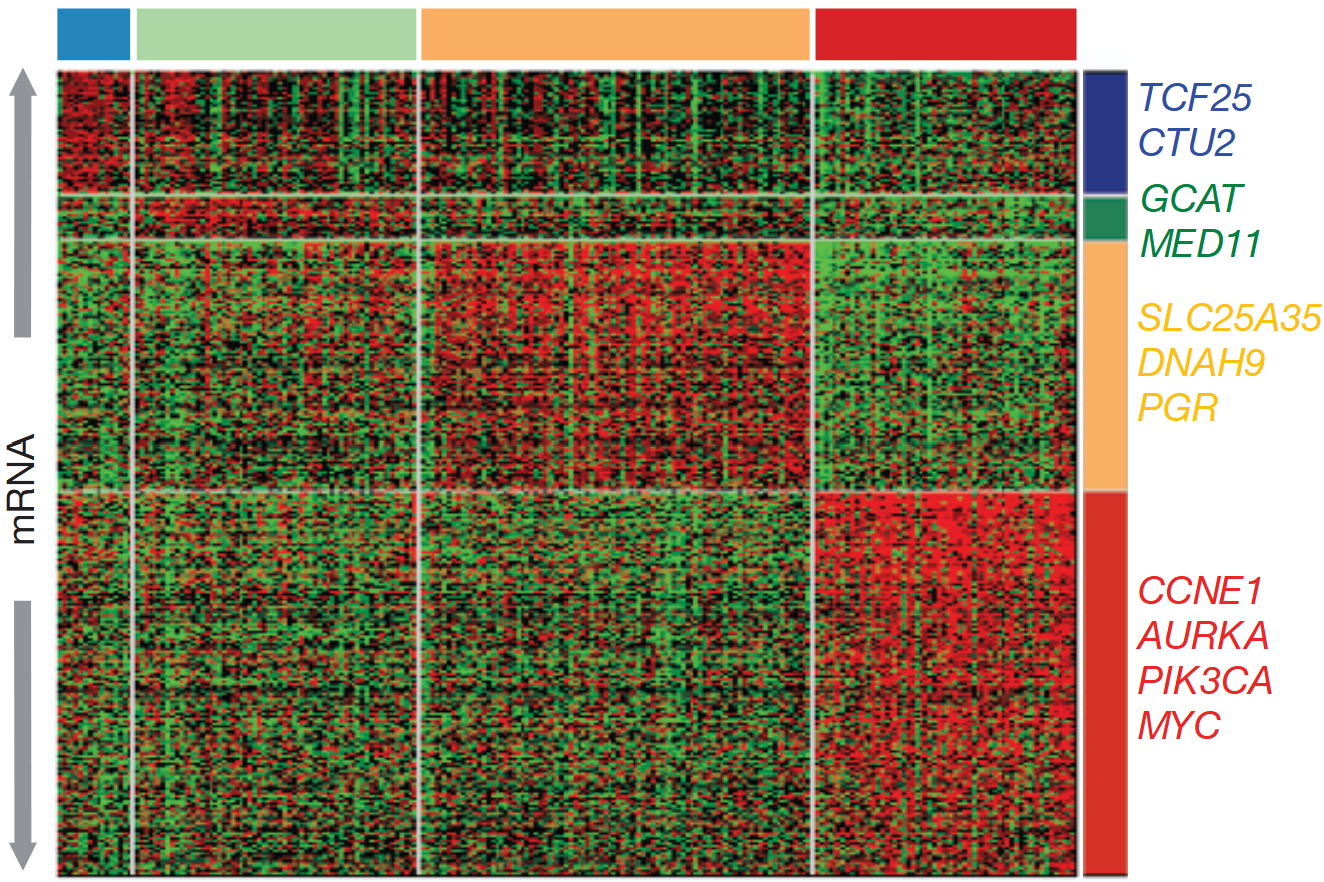 TCF25
CTU2
GCAT
MED11
SLC25A35
DNAH9
PGR
mRNA
CCNE1
AURKA
PIK3CA
MYC